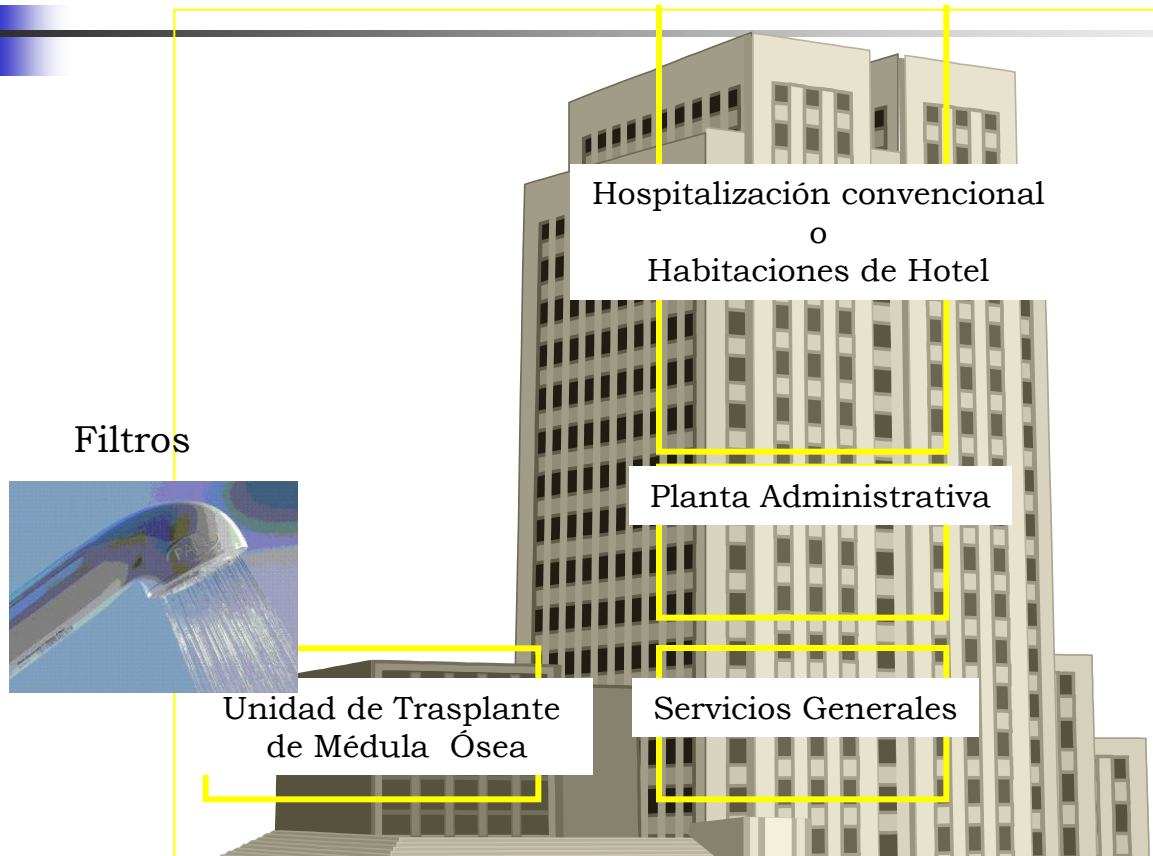 Hospitalización convencional
o
Habitaciones de Hotel
Filtros
Planta Administrativa
Unidad de Trasplante
de Médula Ósea
Servicios Generales